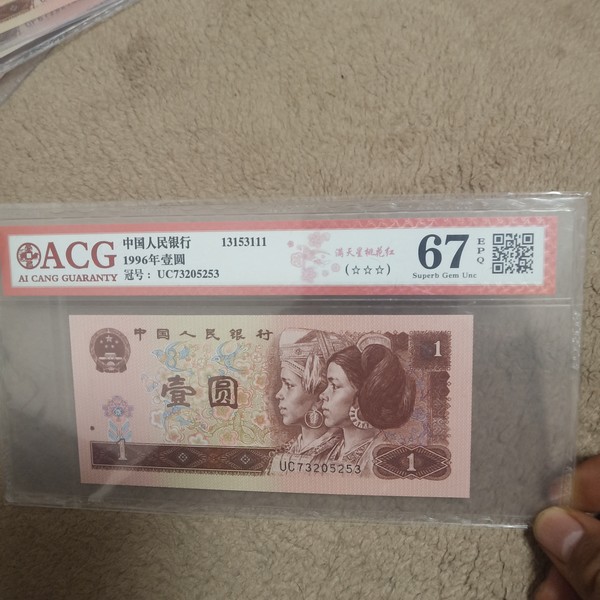 ACG
AI CANG GUARANTY
中国人民银行 13153111
1996年壹圆
冠号： UC73205253
满天星桃花红
(☆☆☆)
67
EPQ
Superb Gem Unc
中国人民银行
1
壹圆
1
UC73205253
1